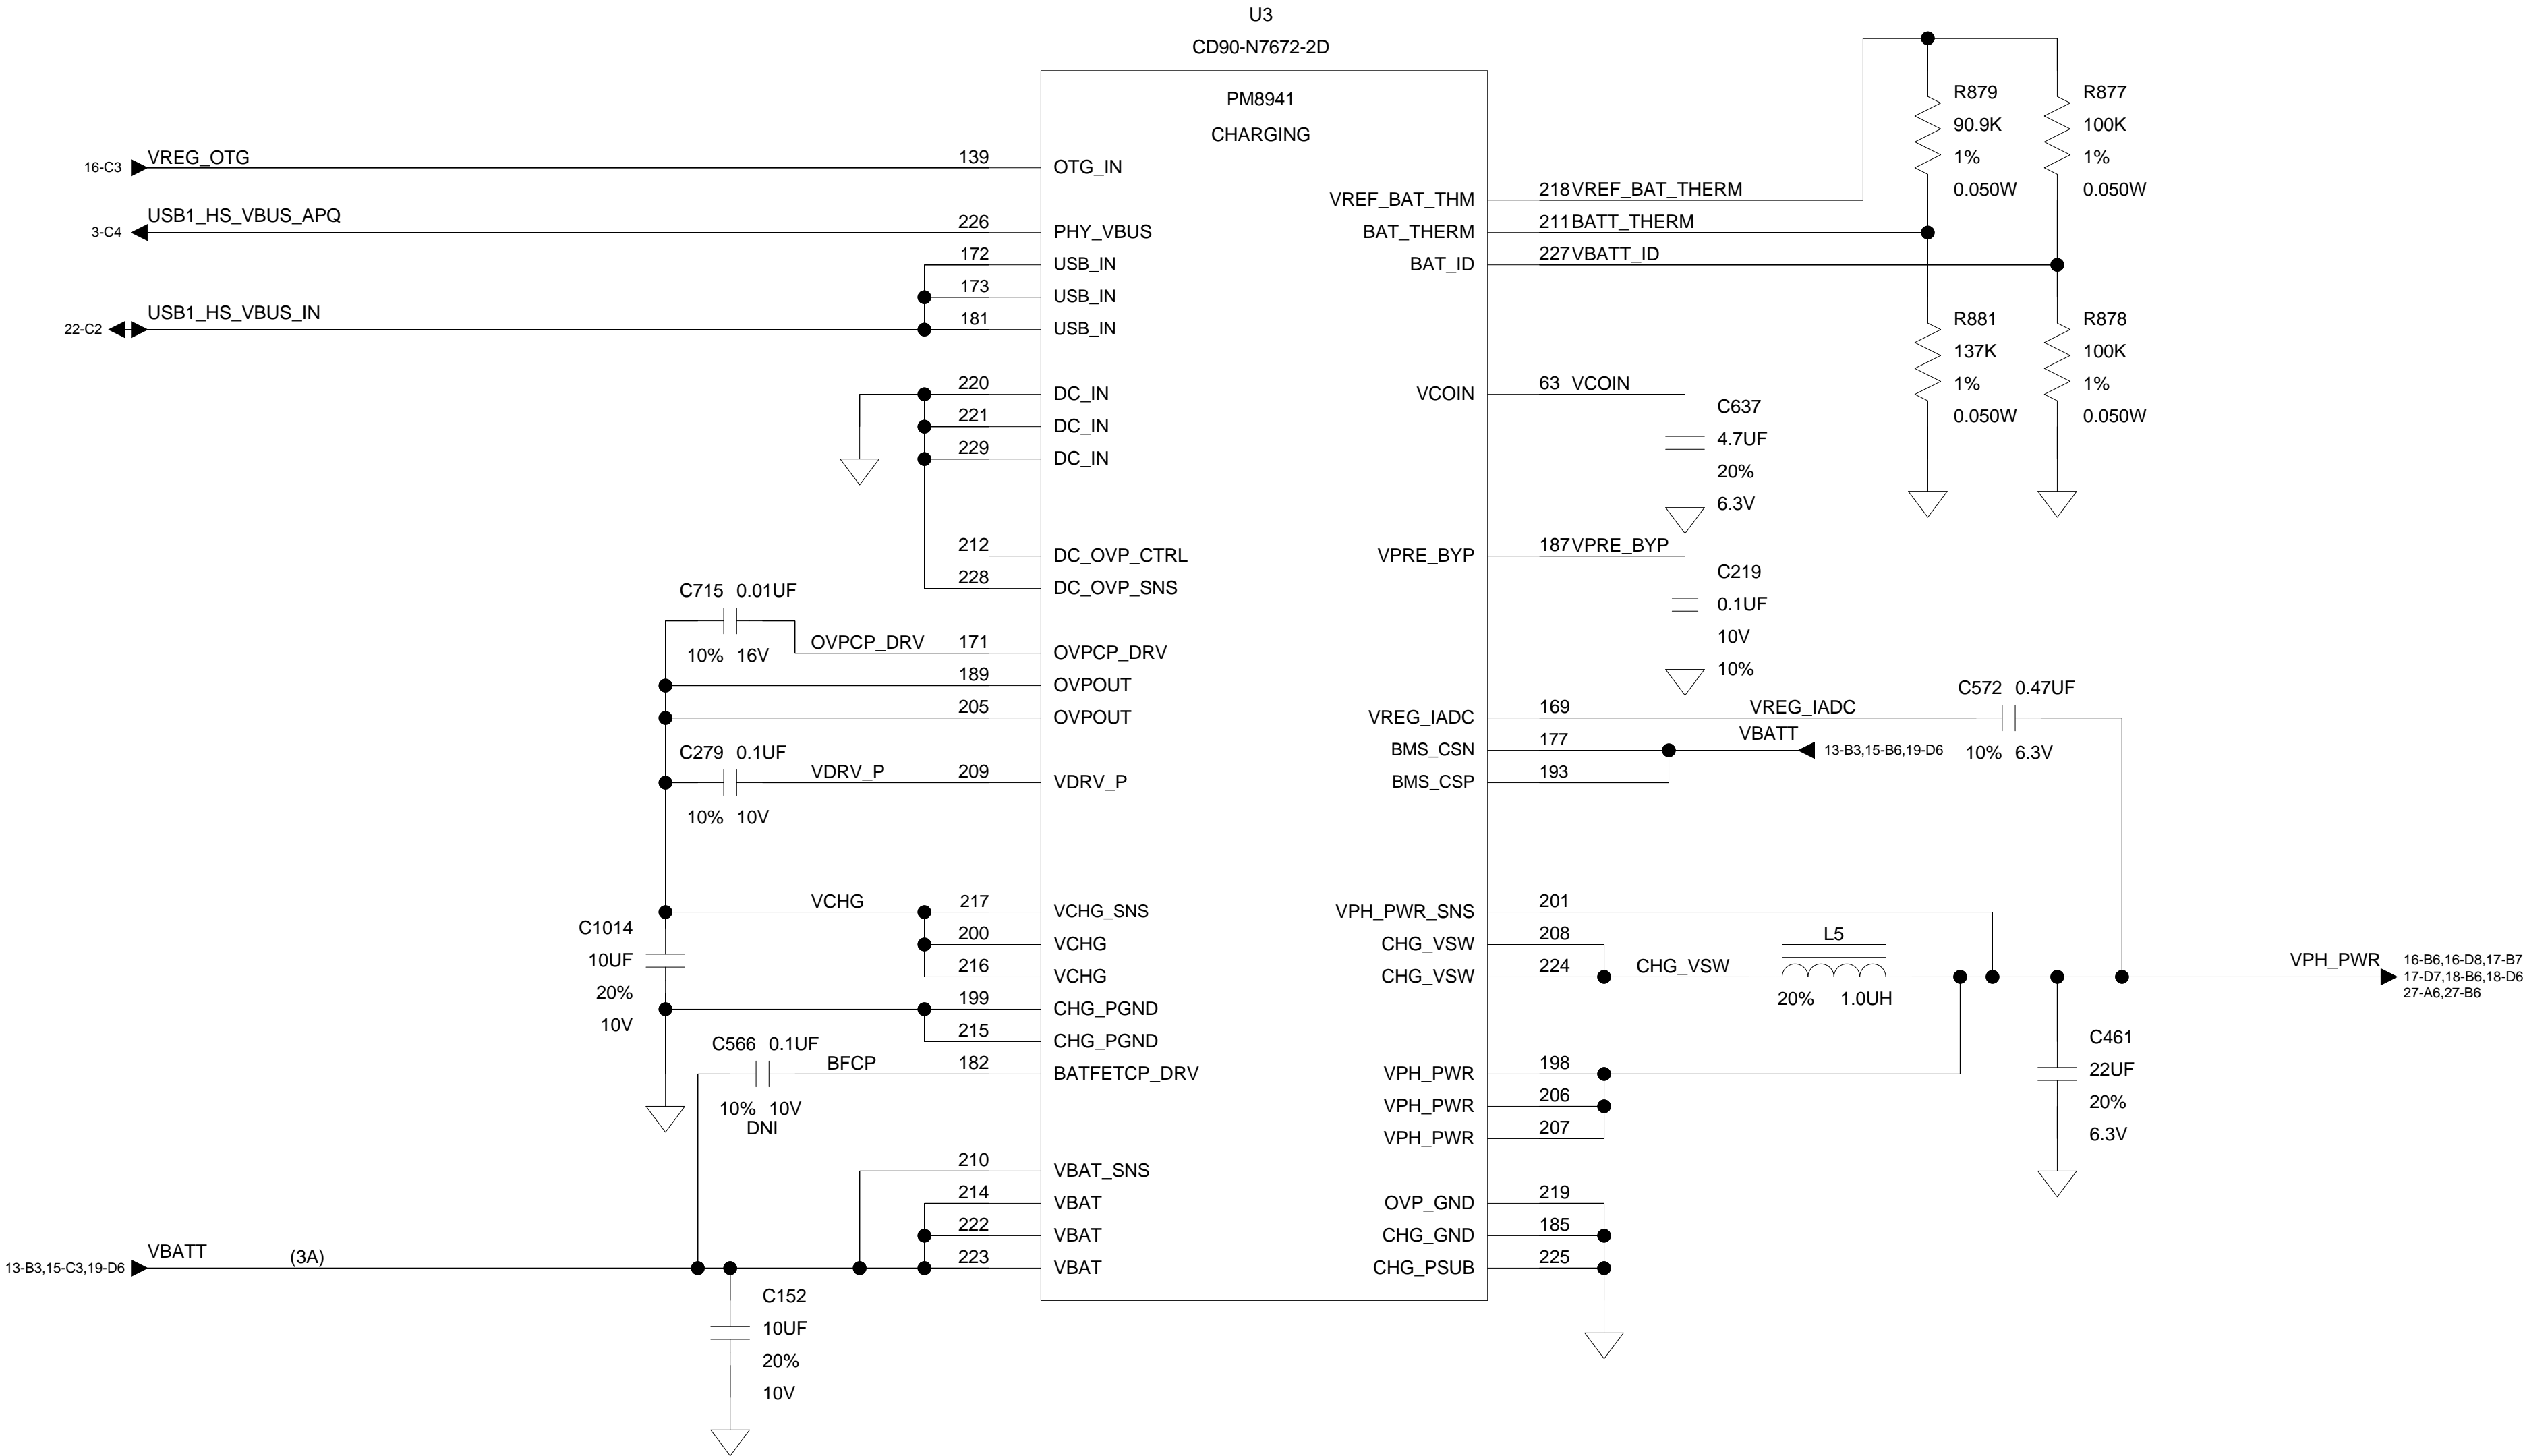 U3
CD90-N7672-2D
PM8941
CHARGING
16-C3
VREG_OTG
139
OTG_IN
3-C4
USB1_HS_VBUS_APQ
226
PHY_VBUS
172
USB_IN
173
USB_IN
22-C2
USB1_HS_VBUS_IN
181
USB_IN
220
DC_IN
221
DC_IN
229
DC_IN
212
DC_OVP_CTRL
228
DC_OVP_SNS
C715 0.01UF
10% 16V
OVPCP_DRV
171
OVPCP_DRV
189
OVPOUT
205
OVPOUT
C279 0.1UF
10% 10V
VDRV_P
209
VDRV_P
VCHG
217
VCHG_SNS
200
VCHG
216
VCHG
C1014
10UF
20%
10V
199
CHG_PGND
215
CHG_PGND
C566 0.1UF
10% 10V
DNI
BFCP
182
BATFETCP_DRV
210
VBAT_SNS
214
VBAT
222
VBAT
13-B3,15-C3,19-D6
VBATT
(3A)
223
VBAT
C152
10UF
20%
10V
VREF_BAT_THM
218
VREF_BAT_THERM
BAT_THERM
211
BATT_THERM
BAT_ID
227
VBATT_ID
R879
90.9K
1%
0.050W
R877
100K
1%
0.050W
R881
137K
1%
0.050W
R878
100K
1%
0.050W
VCOIN
63
VCOIN
C637
4.7UF
20%
6.3V
VPRE_BYP
187
VPRE_BYP
C219
0.1UF
10V
10%
VREG_IADC
169
VREG_IADC
C572 0.47UF
10% 6.3V
BMS_CSN
177
VBATT
13-B3,15-B6,19-D6
BMS_CSP
193
VPH_PWR_SNS
201
CHG_VSW
208
CHG_VSW
224
CHG_VSW
L5
20% 1.0UH
VPH_PWR
16-B6,16-D8,17-B7
17-D7,18-B6,18-D6
27-A6,27-B6
C461
22UF
20%
6.3V
VPH_PWR
198
VPH_PWR
206
VPH_PWR
207
OVP_GND
219
CHG_GND
185
CHG_PSUB
225